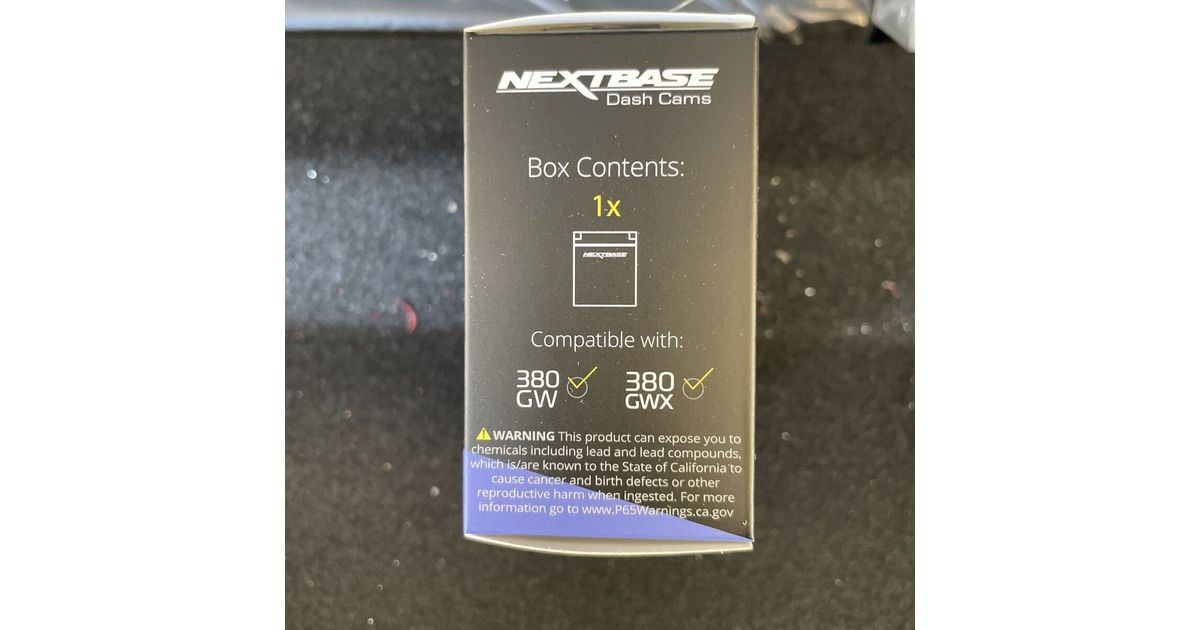 NEXTBASE
Dash Cams
Box Contents:
1x
NEXTBASE
Compatible with:
380 GW
380 GWX
WARNING This product can expose you to
chemicals including lead and lead compounds,
which is/are known to the State of California to
cause cancer and birth defects or other
reproductive harm when ingested. For more
information go to www.P65Warnings.ca.gov